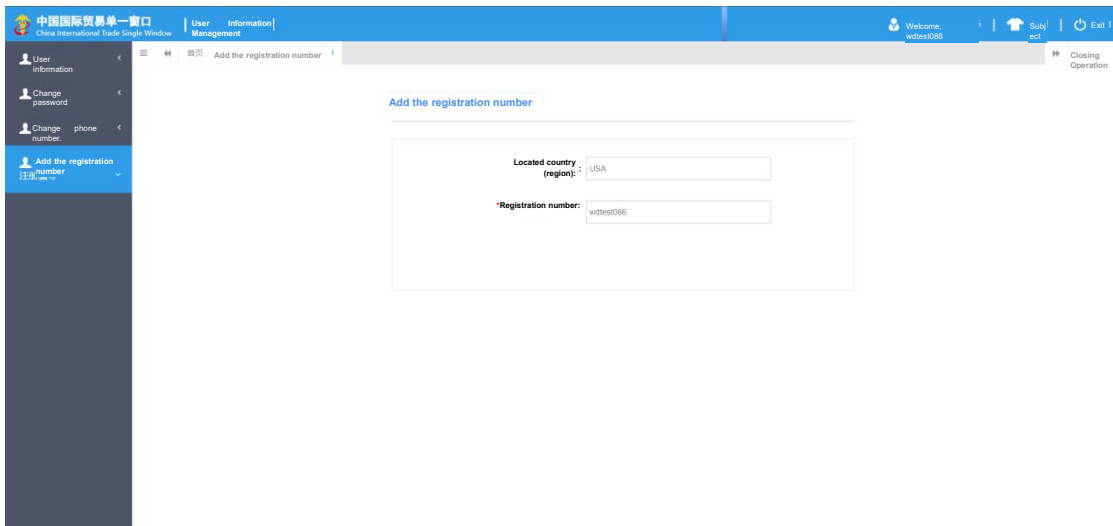 中国国际贸易单一窗口
China International Trade Single Window
User Information
Management
Welcome,
wdtest086
Subj
ect
Exit
User
information
首页
Add the registration number
Closing
Operation
Change
password
Change phone
number.
Add the registration
number
注册
Add the registration number
Located country
(region): :
USA
*Registration number:
wdtest086